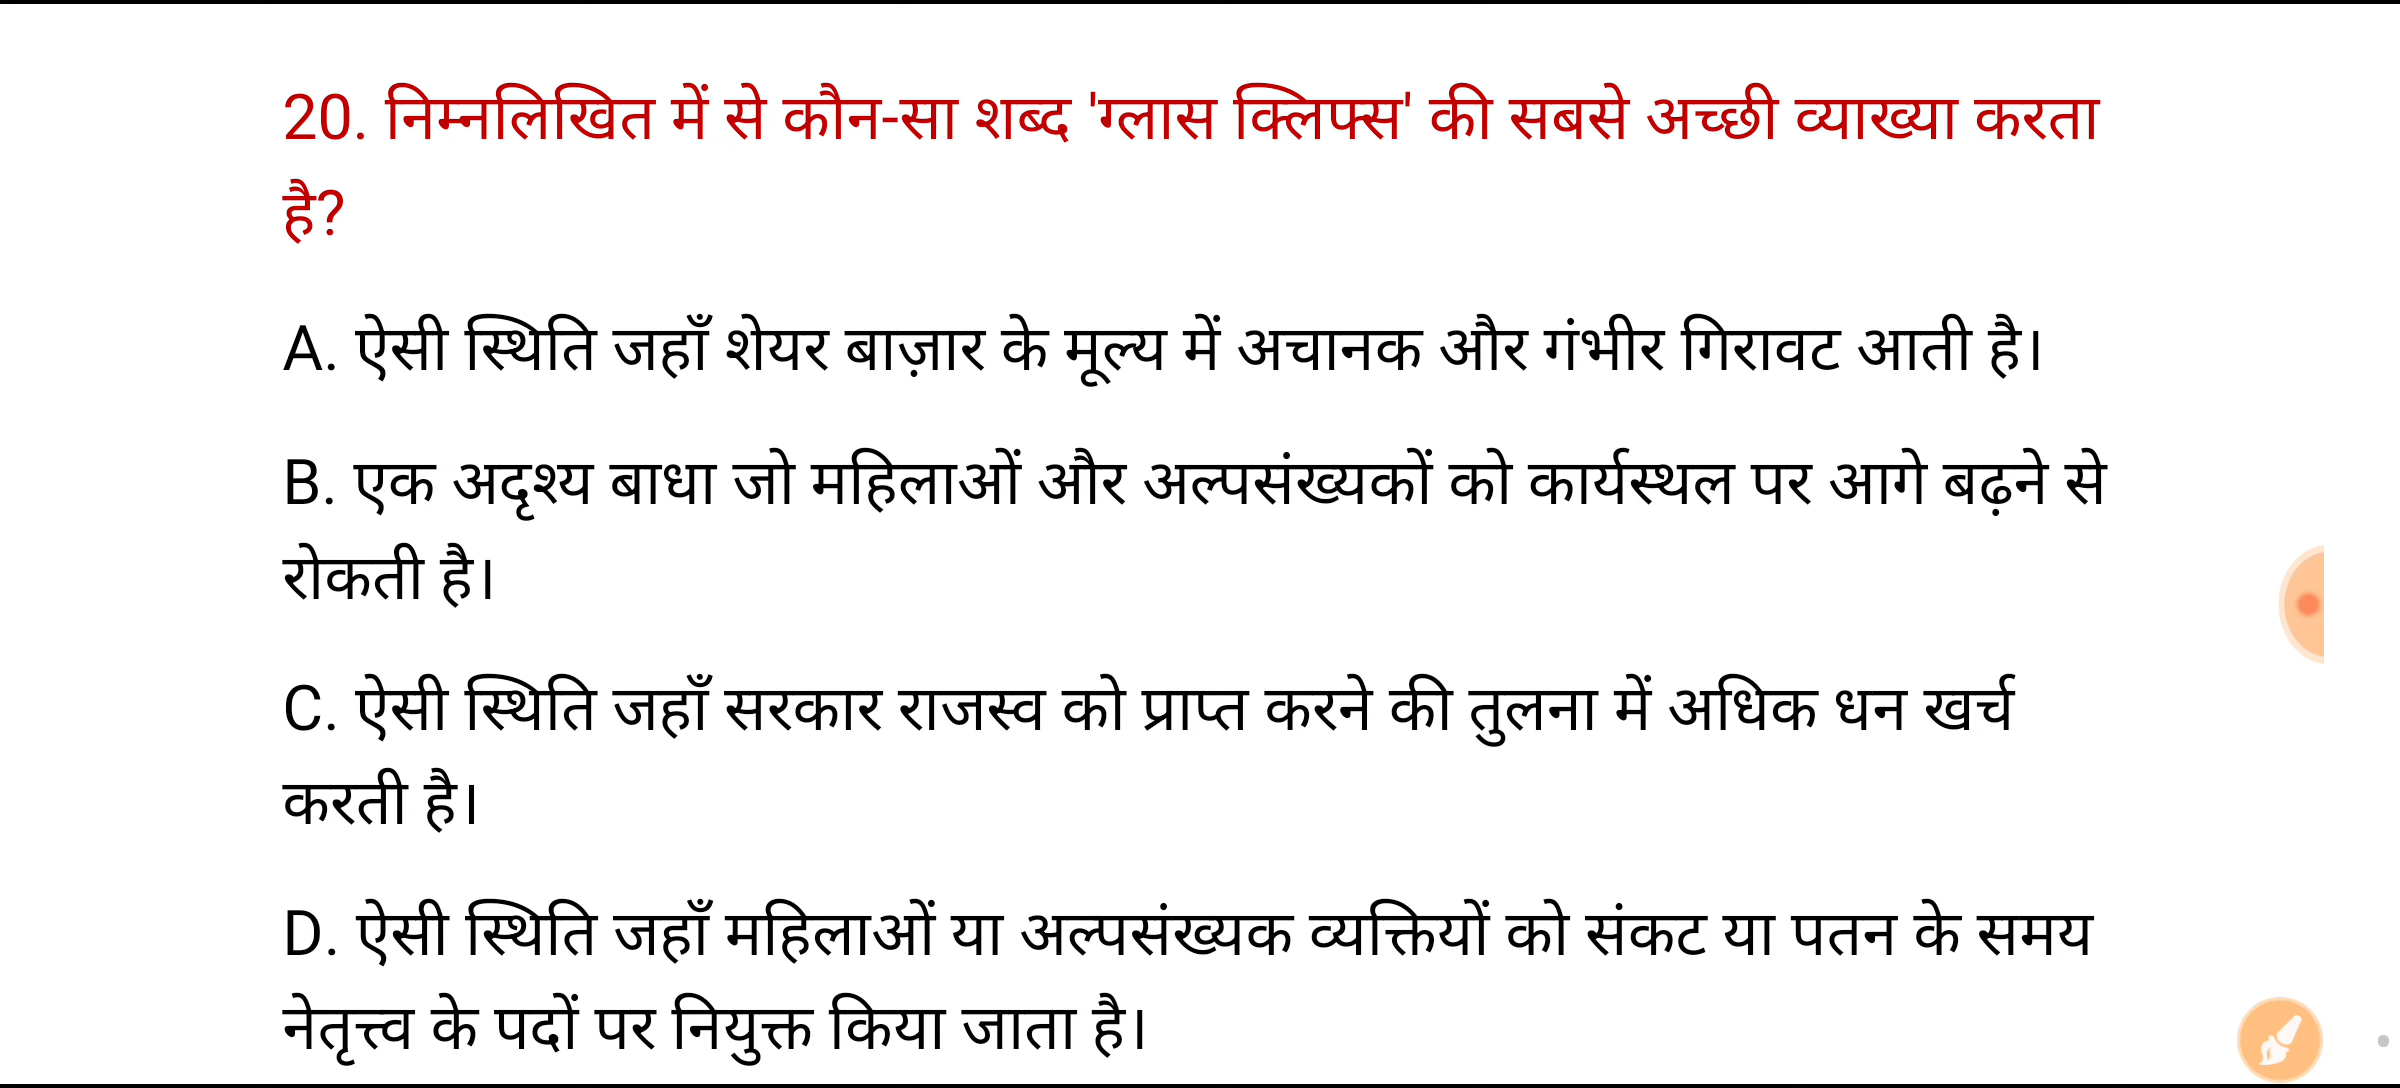 20. निम्नलिखित में से कौन-सा शब्द 'ग्लास क्लिफ्स' की सबसे अच्छी व्याख्या करता
है?
A. ऐसी स्थिति जहाँ शेयर बाज़ार के मूल्य में अचानक और गंभीर गिरावट आती है।
B. एक अदृश्य बाधा जो महिलाओं और अल्पसंख्यकों को कार्यस्थल पर आगे बढ़ने से
रोकती है।
C. ऐसी स्थिति जहाँ सरकार राजस्व को प्राप्त करने की तुलना में अधिक धन खर्च
करती है।
D. ऐसी स्थिति जहाँ महिलाओं या अल्पसंख्यक व्यक्तियों को संकट या पतन के समय
नेतृत्त्व के पदों पर नियुक्त किया जाता है।